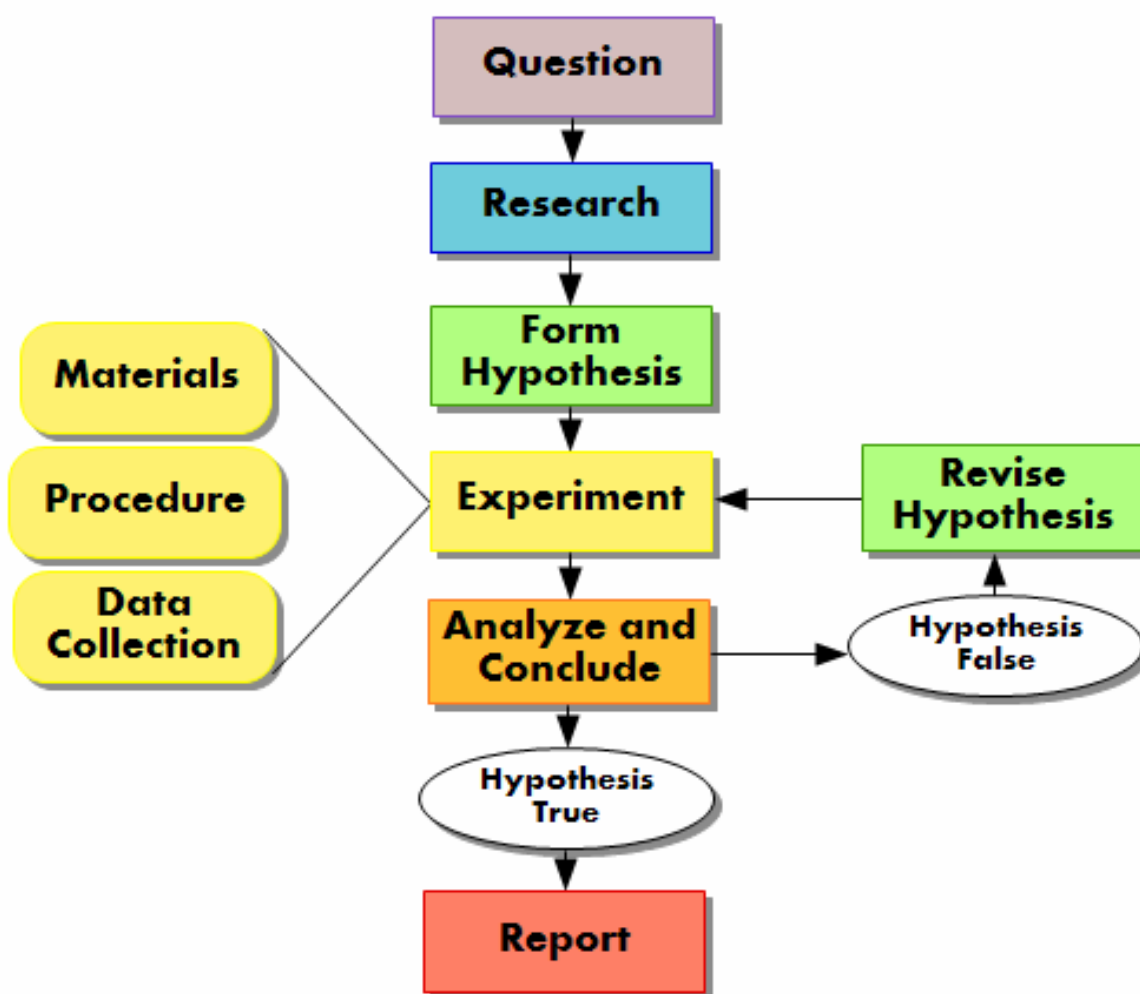 Question
Research
Form
Hypothesis
Materials
Procedure
Data
Collection
Experiment
Revise
Hypothesis
Analyze and
Conclude
Hypothesis
False
Hypothesis
True
Report